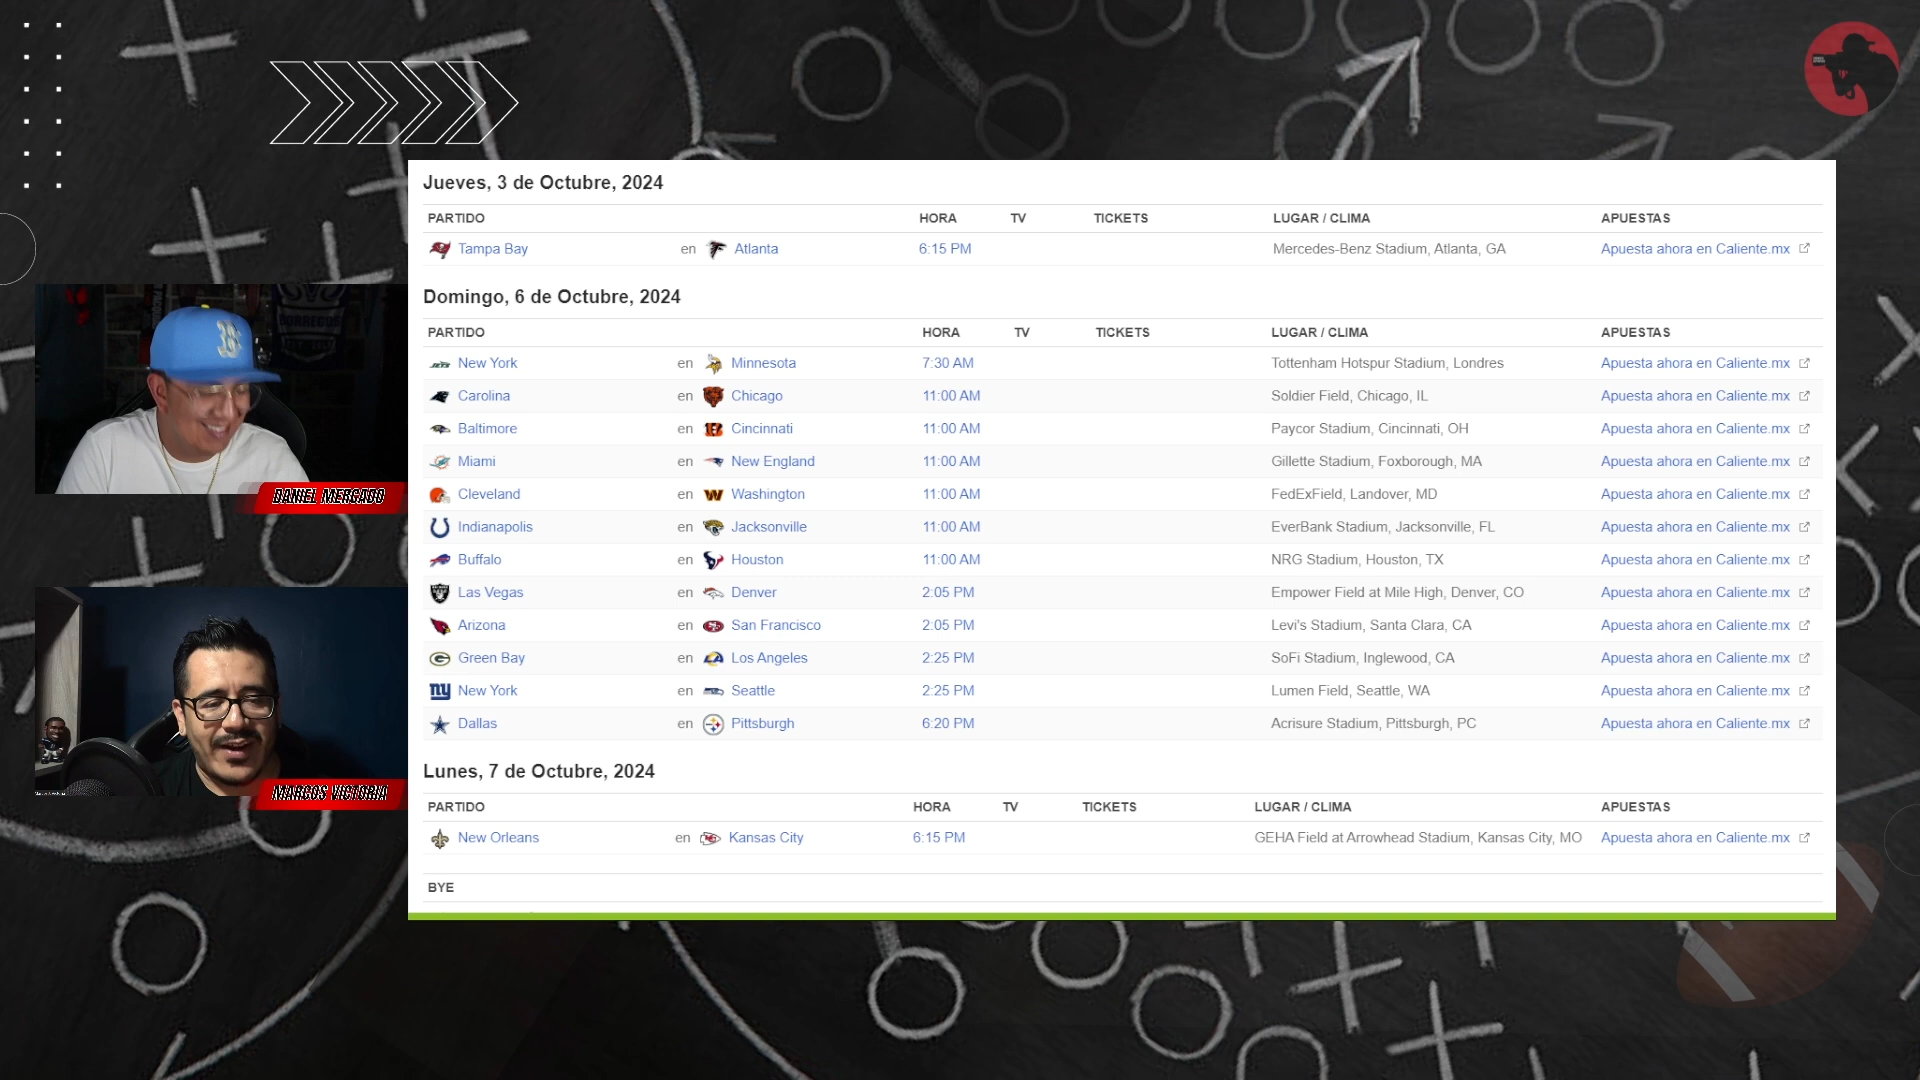 Jueves, 3 de Octubre, 2024
PARTIDO HORA TV TICKETS LUGAR / CLIMA APUESTAS
Tampa Bay en Atlanta 6:15 PM Mercedes-Benz Stadium, Atlanta, GA Apuesta ahora en Caliente.mx
Domingo, 6 de Octubre, 2024
PARTIDO HORA TV TICKETS LUGAR / CLIMA APUESTAS
JETS New York en Minnesota 7:30 AM Tottenham Hotspur Stadium, Londres Apuesta ahora en Caliente.mx
Carolina en Chicago 11:00 AM Soldier Field, Chicago, IL Apuesta ahora en Caliente.mx
Baltimore en Cincinnati 11:00 AM Paycor Stadium, Cincinnati, OH Apuesta ahora en Caliente.mx
Miami en New England 11:00 AM Gillette Stadium, Foxborough, MA Apuesta ahora en Caliente.mx
Cleveland en Washington 11:00 AM FedExField, Landover, MD Apuesta ahora en Caliente.mx
Indianapolis en Jacksonville 11:00 AM EverBank Stadium, Jacksonville, FL Apuesta ahora en Caliente.mx
Buffalo en Houston 11:00 AM NRG Stadium, Houston, TX Apuesta ahora en Caliente.mx
Las Vegas en Denver 2:05 PM Empower Field at Mile High, Denver, CO Apuesta ahora en Caliente.mx
Arizona en San Francisco 2:05 PM Levi's Stadium, Santa Clara, CA Apuesta ahora en Caliente.mx
Green Bay en Los Angeles 2:25 PM SoFi Stadium, Inglewood, CA Apuesta ahora en Caliente.mx
ny New York en Seattle 2:25 PM Lumen Field, Seattle, WA Apuesta ahora en Caliente.mx
Dallas en Pittsburgh 6:20 PM Acrisure Stadium, Pittsburgh, PC Apuesta ahora en Caliente.mx
Lunes, 7 de Octubre, 2024
PARTIDO HORA TV TICKETS LUGAR / CLIMA APUESTAS
New Orleans en Kansas City 6:15 PM GEHA Field at Arrowhead Stadium, Kansas City, MO Apuesta ahora en Caliente.mx
BYE
BORREGOS
DANIEL MERCADO
MARCOS VICTORIA